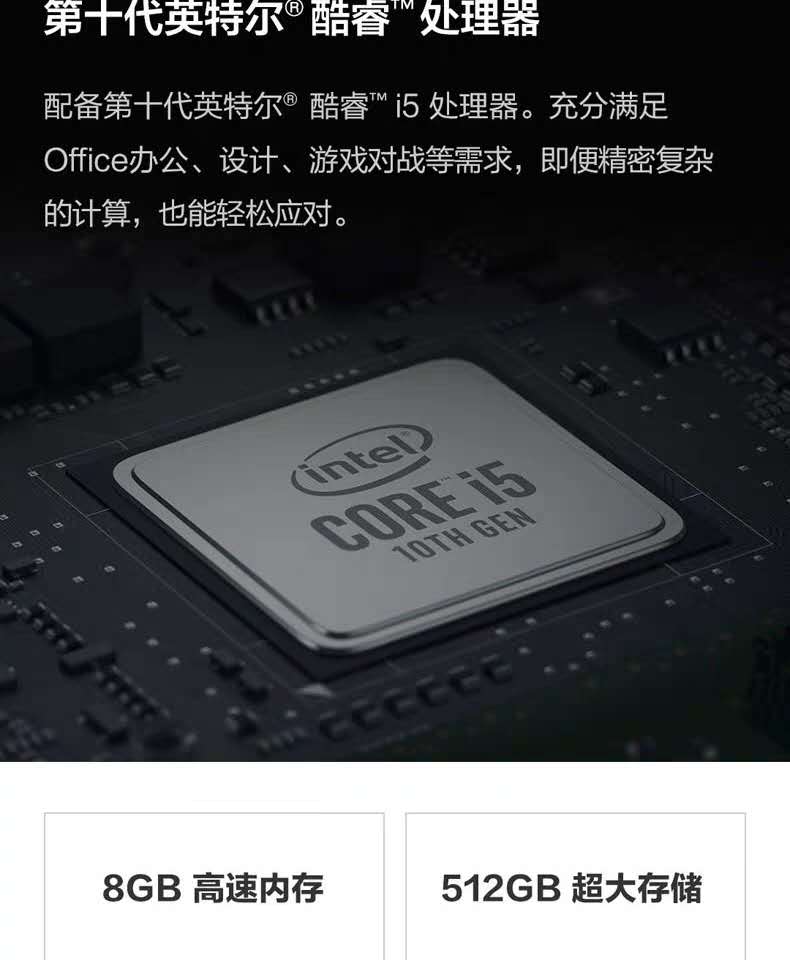 第十代英特尔® 酷睿™ 处理器
配备第十代英特尔® 酷睿™ i5 处理器。充分满足
Office办公、设计、游戏对战等需求，即便精密复杂
的计算，也能轻松应对。
intel®
CORE™ i5
10TH GEN
8GB 高速内存
512GB 超大存储